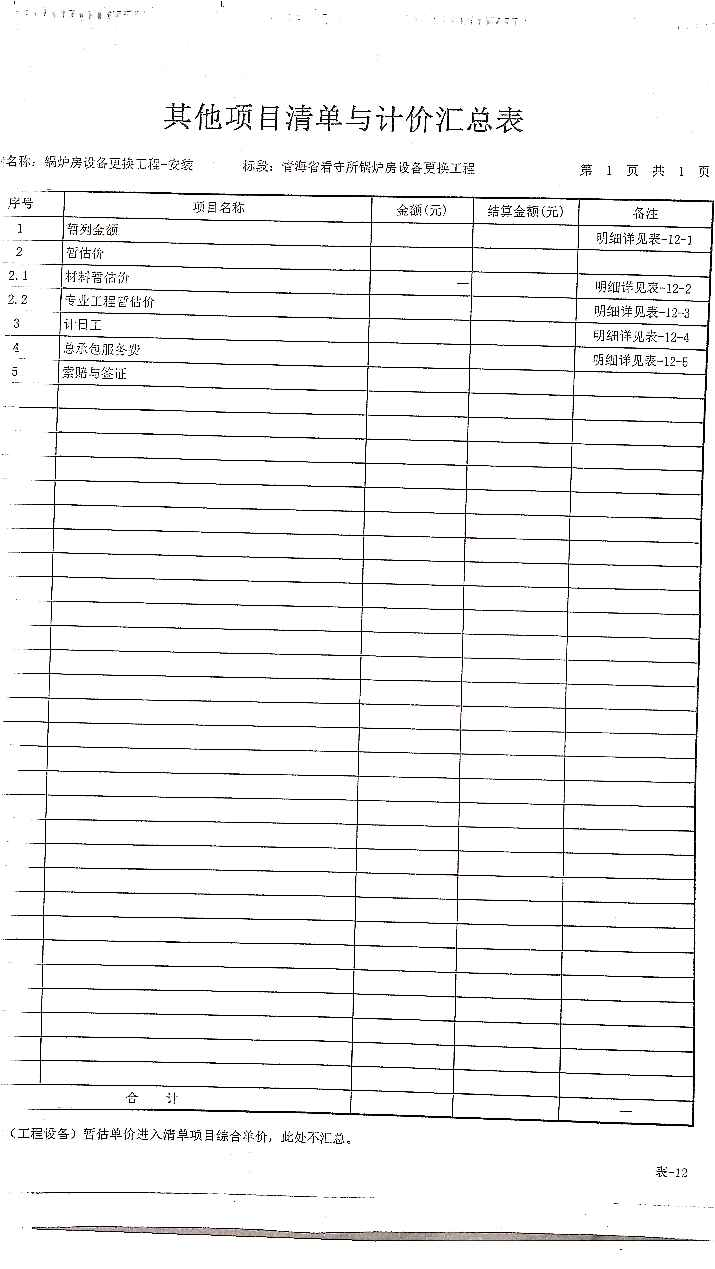 其他项目清单与计价汇总表
名称：锅炉房设备更换工程-安装 标段：青海省看守所锅炉房设备更换工程 第 1 页 共 1 页
序号 项目名称 金额(元) 结算金额(元) 备注
1 暂列金额 明细详见表-12-1
2 暂估价
2.1 材料暂估价 — 明细详见表-12-2
2.2 专业工程暂估价 明细详见表-12-3
3 计日工 明细详见表-12-4
4 总承包服务费 明细详见表-12-5
5 索赔与签证
合 计 —
（工程设备）暂估单价进入清单项目综合单价，此处不汇总。
表-12